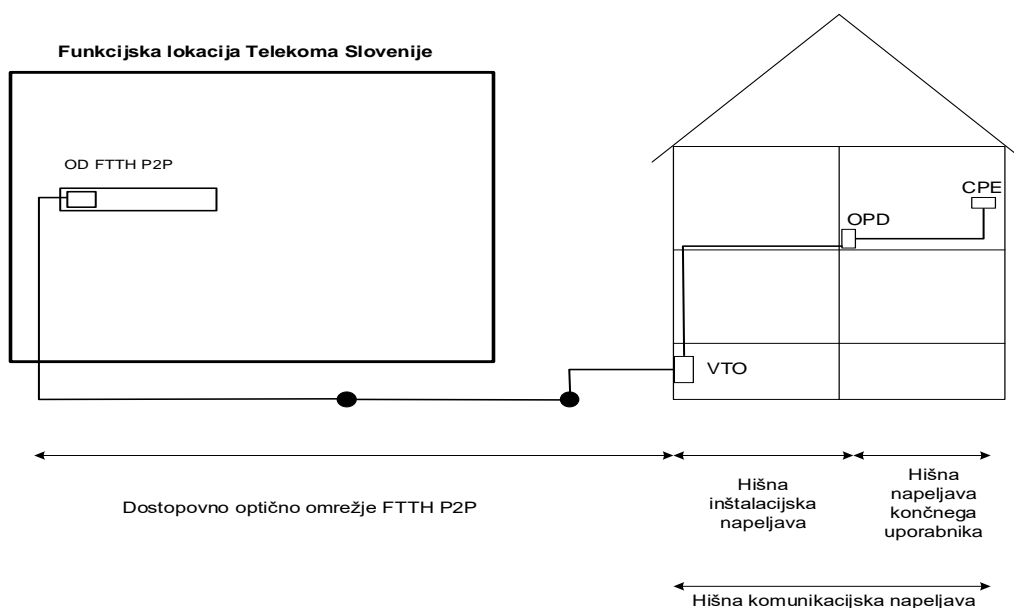 Funkcijska lokacija Telekoma Slovenije
OD FTTH P2P
CPE
OPD
VTO
Dostopovno optično omrežje FTTH P2P
Hišna
inštalacijska
napeljava
Hišna
napeljava
končnega
uporabnika
Hišna komunikacijska napeljava